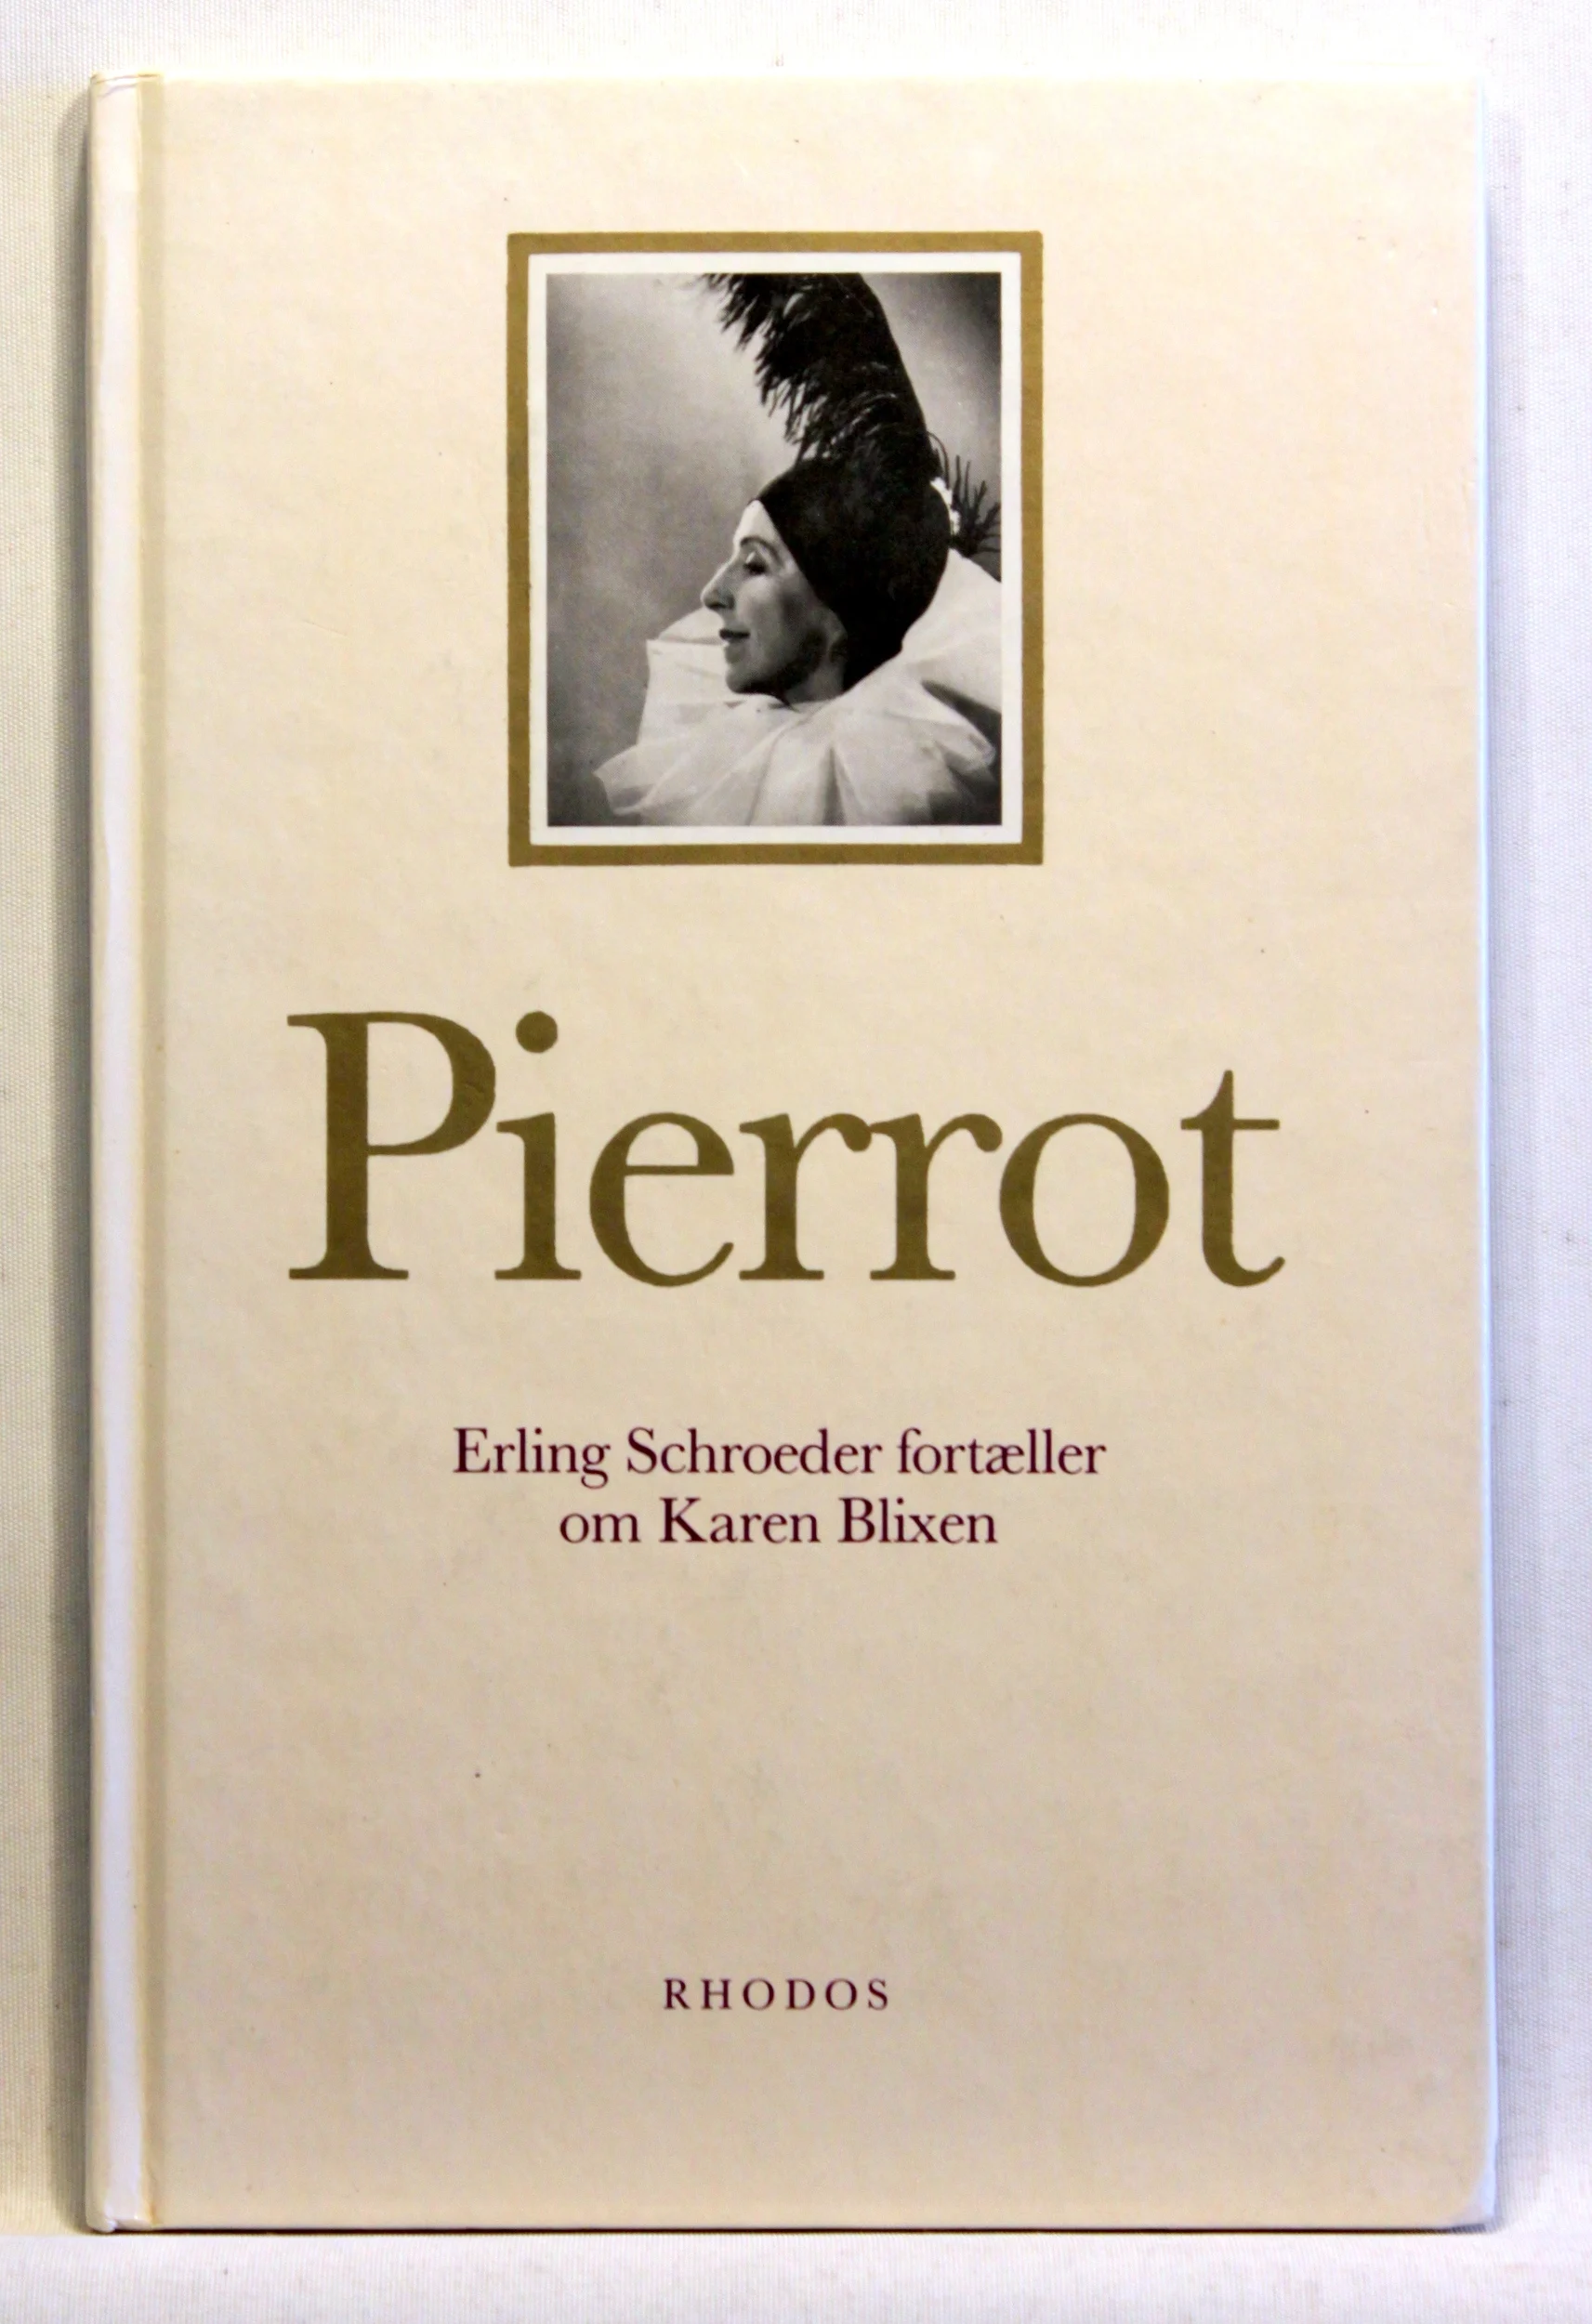 Pierrot
Erling Schroeder fortæller
om Karen Blixen
RHODOS